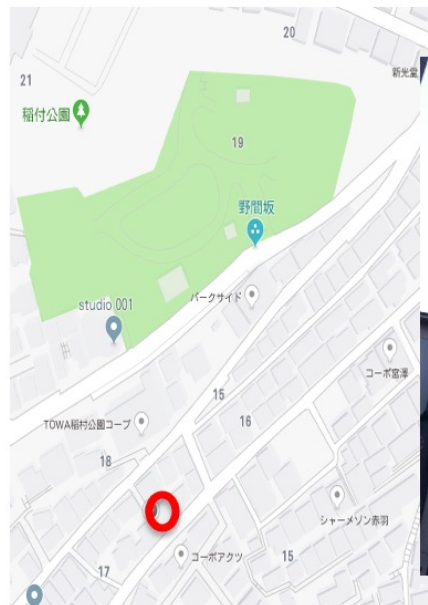 20
新光堂
21
稲付公園
19
野間坂
studio 001
パークサイド
コーポ宮澤
15
TOWA稲村公園コープ
16
18
シャーメゾン赤羽
コーポアクツ
15
17